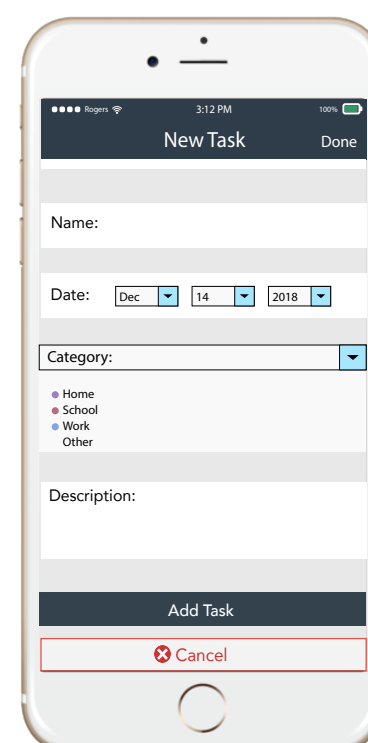 Rogers 3:12 PM 100%
New Task Done
Name:
Date: Dec 14 2018
Category:
Home
School
Work
Other
Description:
Add Task
Cancel